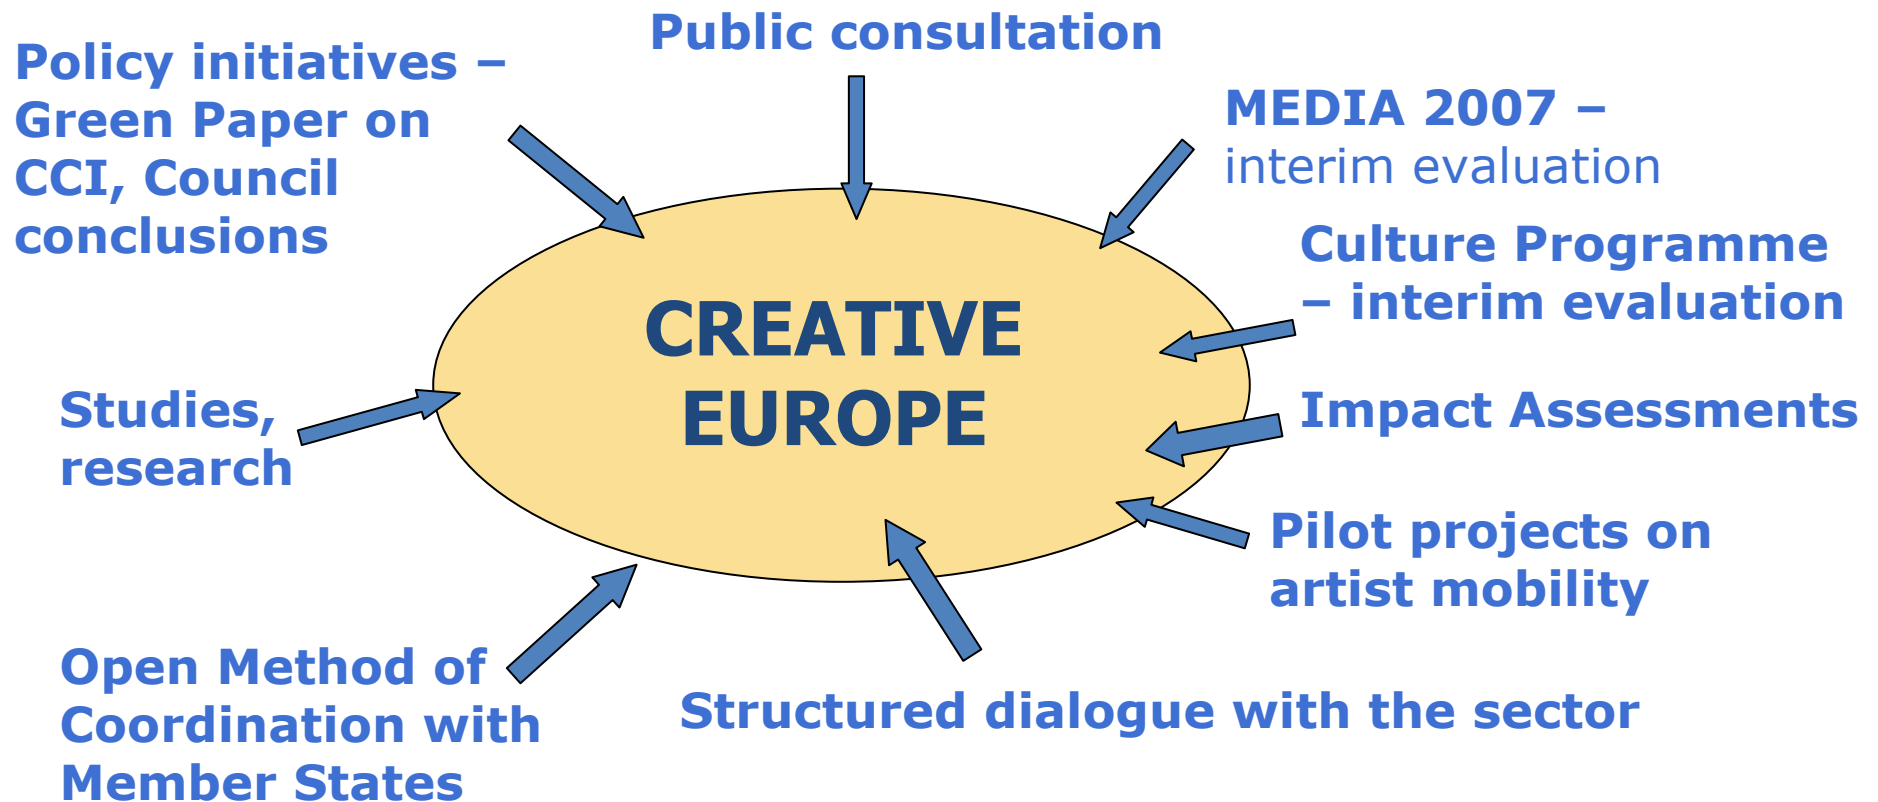 Public consultation
Policy initiatives –
Green Paper on
CCI, Council
conclusions
MEDIA 2007 –
interim evaluation
Culture Programme
– interim evaluation
CREATIVE
EUROPE
Studies,
research
Impact Assessments
Pilot projects on
artist mobility
Open Method of
Coordination with
Member States
Structured dialogue with the sector